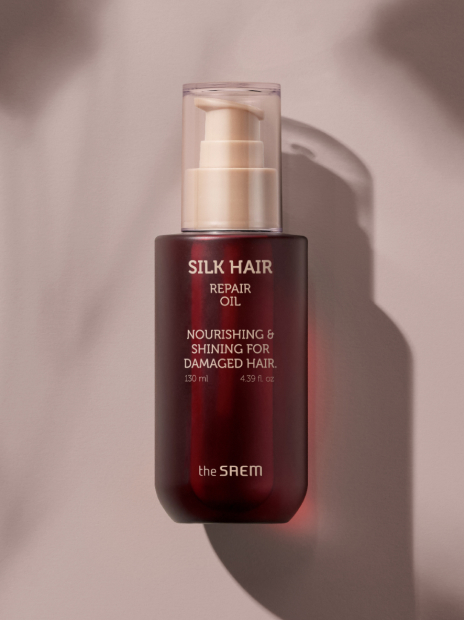 SILK HAIR
REPAIR
OIL
NOURISHING &
SHINING FOR
DAMAGED HAIR.
130 ml 4.39 fl. oz
the SAEM